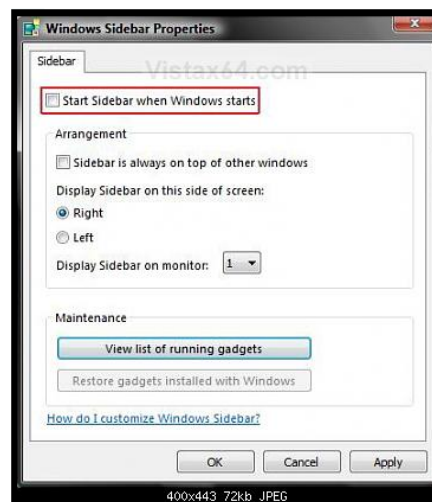 Windows Sidebar Properties
Sidebar
Vistax64.com
Start Sidebar when Windows starts
Arrangement
Sidebar is always on top of other windows
Display Sidebar on this side of screen:
Right
Left
Display Sidebar on monitor: 1
Maintenance
View list of running gadgets
Restore gadgets installed with Windows
How do I customize Windows Sidebar?
OK Cancel Apply
400x443 72kb JPEG